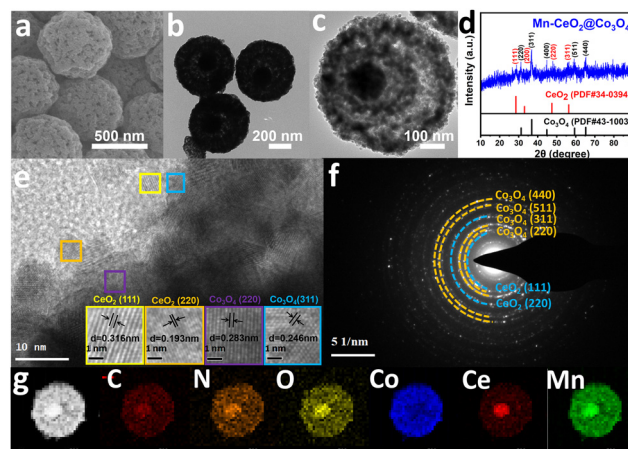 a
500 nm
b
200 nm
c
100 nm
d
Mn-CeO2@Co3O4
Intensity (a.u.)
(111)
(220)
(200)
(311)
(400)
(220)
(311)
(511)
(440)
CeO2 (PDF#34-0394)
Co3O4 (PDF#43-1003)
10 20 30 40 50 60 70 80 90
2θ (degree)
e
10 nm
CeO2 (111)
CeO2 (220)
Co3O4 (220)
Co3O4(311)
d=0.316nm
d=0.193nm
d=0.283nm
d=0.246nm
1 nm
1 nm
1 nm
1 nm
f
Co3O4 (440)
Co3O4 (511)
Co3O4 (311)
Co3O4 (220)
CeO2 (111)
CeO2 (220)
5 1/nm
g
C
N
O
Co
Ce
Mn